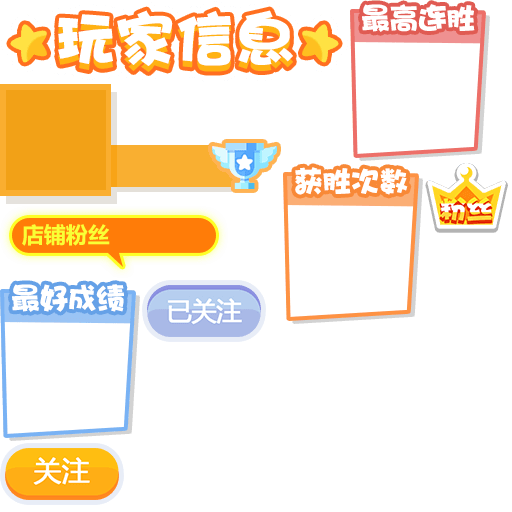 玩家信息
最高连胜
获胜次数
粉丝
店铺粉丝
最好成绩
已关注
关注